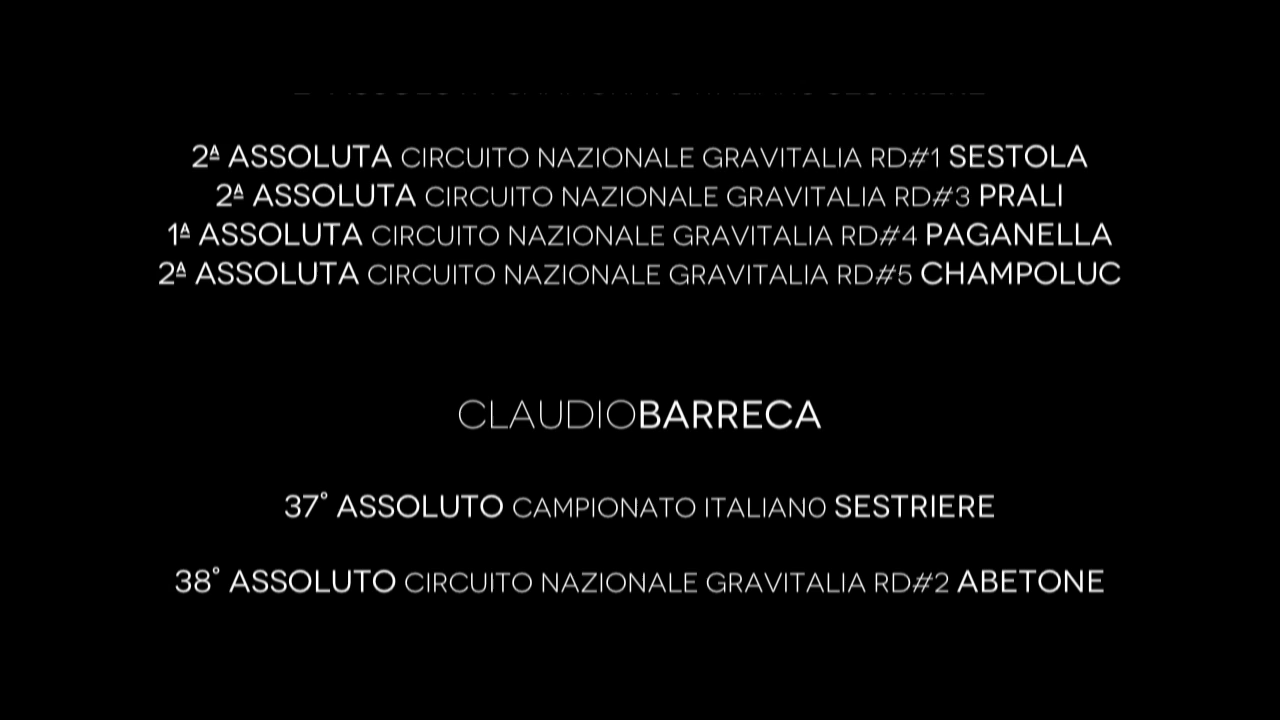 2ª ASSOLUTA CIRCUITO NAZIONALE GRAVITALIA RD#1 SESTOLA
2ª ASSOLUTA CIRCUITO NAZIONALE GRAVITALIA RD#3 PRALI
1ª ASSOLUTA CIRCUITO NAZIONALE GRAVITALIA RD#4 PAGANELLA
2ª ASSOLUTA CIRCUITO NAZIONALE GRAVITALIA RD#5 CHAMPOLUC
CLAUDIOBARRECA
37° ASSOLUTO CAMPIONATO ITALIANO SESTRIERE
38° ASSOLUTO CIRCUITO NAZIONALE GRAVITALIA RD#2 ABETONE